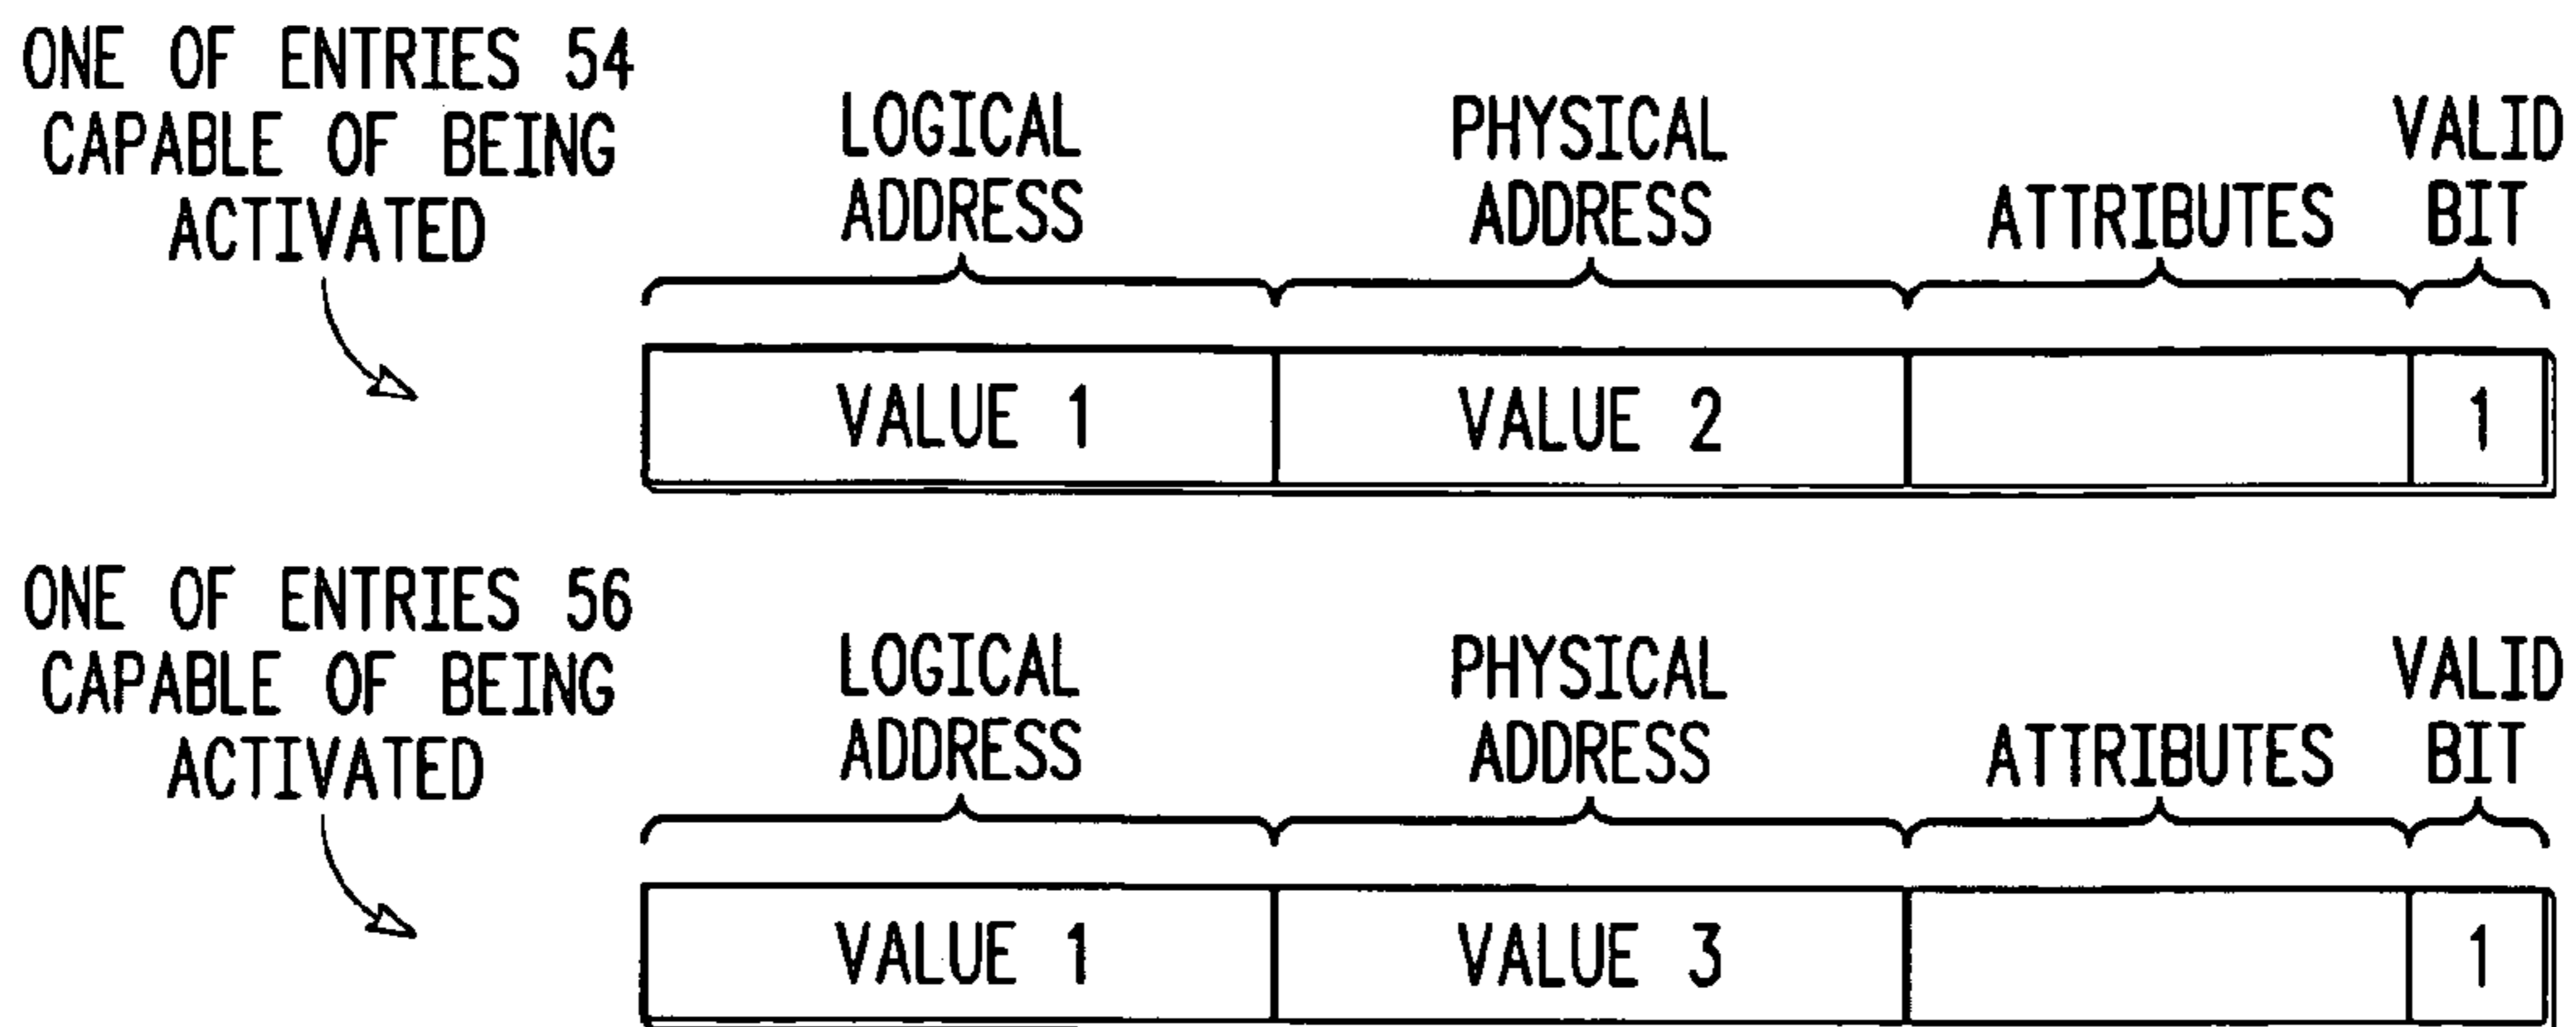 ONE OF ENTRIES 54
CAPABLE OF BEING
ACTIVATED
LOGICAL
ADDRESS
PHYSICAL
ADDRESS
ATTRIBUTES
VALID
BIT
VALUE 1
VALUE 2
1
ONE OF ENTRIES 56
CAPABLE OF BEING
ACTIVATED
LOGICAL
ADDRESS
PHYSICAL
ADDRESS
ATTRIBUTES
VALID
BIT
VALUE 1
VALUE 3
1